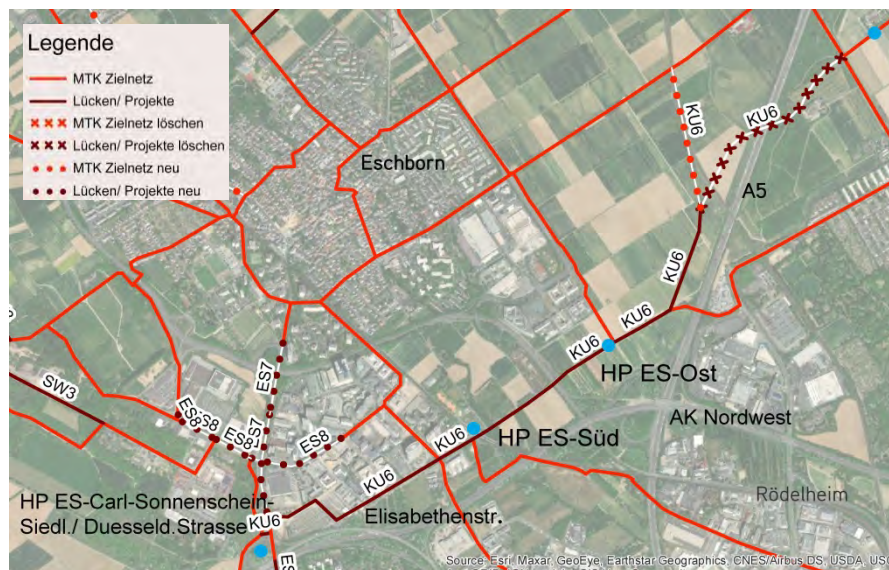 Legende
MTK Zielnetz
Lücken/ Projekte
MTK Zielnetz löschen
Lücken/ Projekte löschen
MTK Zielnetz neu
Lücken/ Projekte neu
Eschborn
KU6
KU6
A5
KU6
KU6
KU6
HP ES-Ost
SW3
ES7
ES7
ES8
ES8
ES8
ES8
KU6
HP ES-Süd
AK Nordwest
KU6
HP ES-Carl-Sonnenschein-
Siedl./ Duesseld.Strasse
KU6
Elisabethenstr.
Rödelheim
Source: Esri, Maxar, GeoEye, Earthstar Geographics, CNES/Airbus DS, USDA,